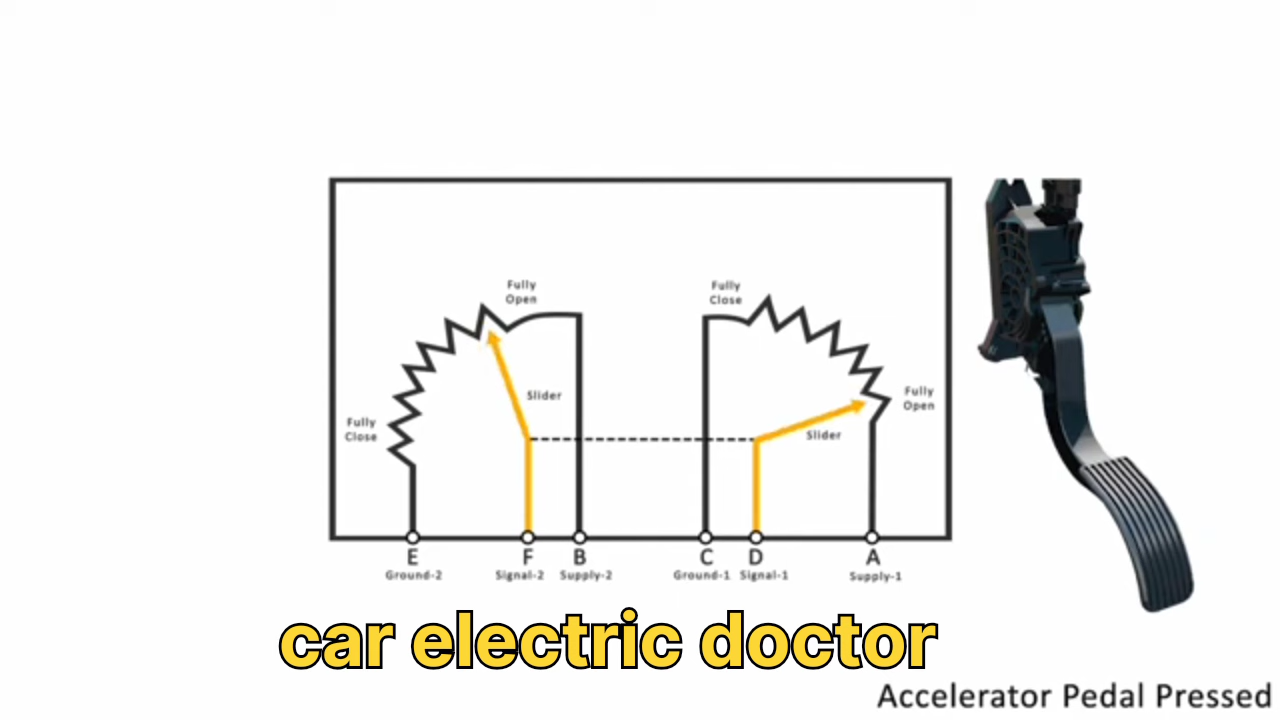 Fully
Open
Fully
Close
Slider
Fully
Close
Fully
Open
Slider
E
F
B
C
D
A
Ground-2
Signal-2
Supply-2
Ground-1
Signal-1
Supply-1
car electric doctor
Accelerator Pedal Pressed